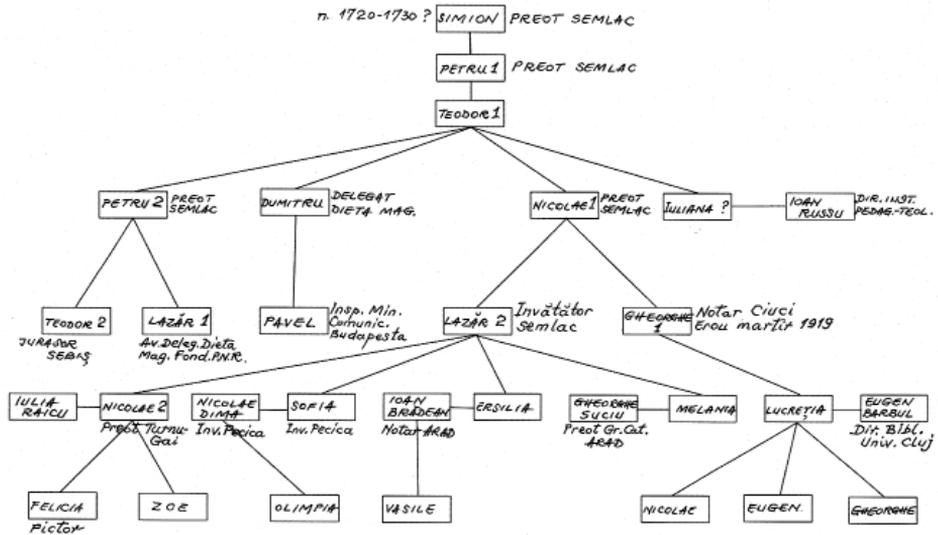 n. 1720-1730 ? SIMION PREOT SEMLAC
PETRU 1 PREOT SEMLAC
TEODOR 1
PETRU 2 PREOT SEMLAC
DUMITRU DELEGAT DIETA MAG.
NICOLAE 1 PREOT SEMLAC
IULIANA ?
IOAN RUSSU DIR. INST. PEDAG-TEOL.
TEODOR 2
JURASOR SEBIŞ
LAZĂR 1
Av. Deleg. Dieta
Mag. Fond. P.N.R.
PAVEL Insp. Min. Comunic. Budapesta
LAZĂR 2 Invătător Semlac
GHEORGHE 1 Notar Ciuci
Erou martir 1919
IULIA RAICU
NICOLAE 2
Preot Turnu-Gai
NICOLAE DIMA
Inv. Pecica
SOFIA
Inv. Pecica
IOAN BRADEAN
Notar ARAD
ERSILIA
GHEORGHE SUCIU
Preot Gr. Cat.
ARAD
MELANIA
LUCREŢIA
EUGEN BARBUL
Dir. Bibl.
Univ. Cluj
FELICIA
Pictor
ZOE
OLIMPIA
VASILE
NICOLAE
EUGEN.
GHEORGHE